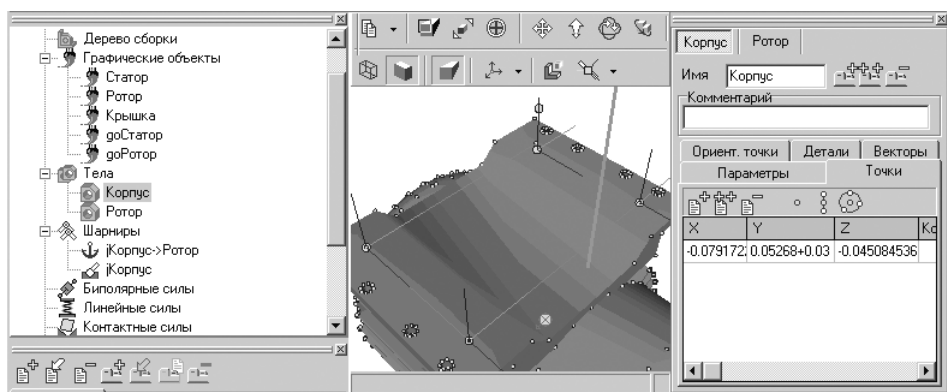 Дерево сборки
Графические объекты
Статор
Ротор
Крышка
goСтатор
goРотор
Тела
Корпус
Ротор
Шарниры
jКорпус->Ротор
jКорпус
Биполярные силы
Линейные силы
Контактные силы
Корпус Ротор
Имя Корпус
Комментарий
Ориент. точки Детали Векторы
Параметры Точки
X Y Z
-0.079172 0.05268+0.03 -0.045084536